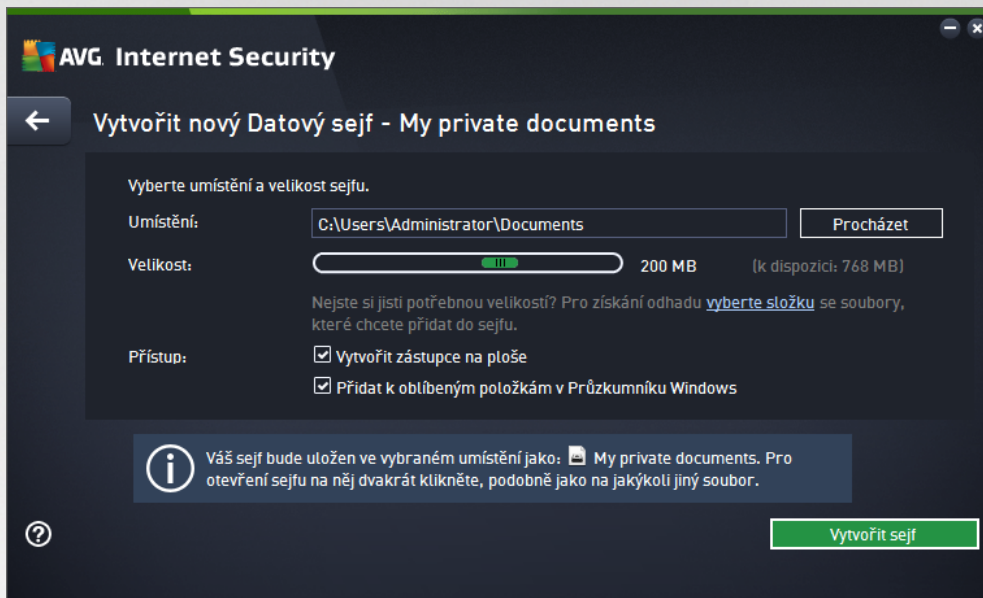 AVG. Internet Security
Vytvořit nový Datový sejf - My private documents
Vyberte umístění a velikost sejfu.
Umístění:
C:\Users\Administrator\Documents
Procházet
Velikost:
200 MB
(k dispozici: 768 MB)
Nejste si jisti potřebnou velikostí? Pro získání odhadu vyberte složku se soubory,
které chcete přidat do sejfu.
Přístup:
Vytvořit zástupce na ploše
Přidat k oblíbeným položkám v Průzkumníku Windows
Váš sejf bude uložen ve vybraném umístění jako: My private documents. Pro
otevření sejfu na něj dvakrát klikněte, podobně jako na jakýkoli jiný soubor.
Vytvořit sejf